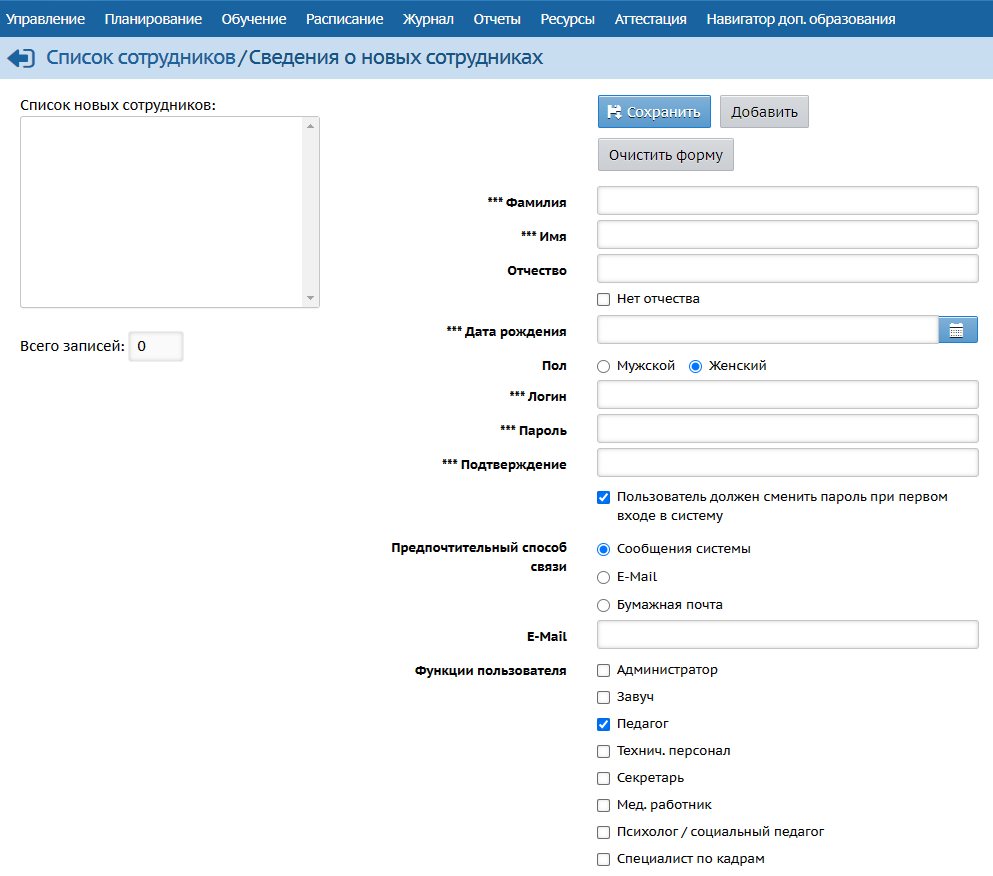 Управление Планирование Обучение Расписание Журнал Отчеты Ресурсы Аттестация Навигатор доп. образования
Список сотрудников / Сведения о новых сотрудниках
Список новых сотрудников:
Всего записей: 0
Сохранить Добавить
Очистить форму
*** Фамилия
*** Имя
Отчество
Нет отчества
*** Дата рождения
Пол Мужской Женский
*** Логин
*** Пароль
*** Подтверждение
Пользователь должен сменить пароль при первом
входе в систему
Предпочтительный способ
связи
Сообщения системы
E-Mail
Бумажная почта
E-Mail
Функции пользователя
Администратор
Завуч
Педагог
Технич. персонал
Секретарь
Мед. работник
Психолог / социальный педагог
Специалист по кадрам